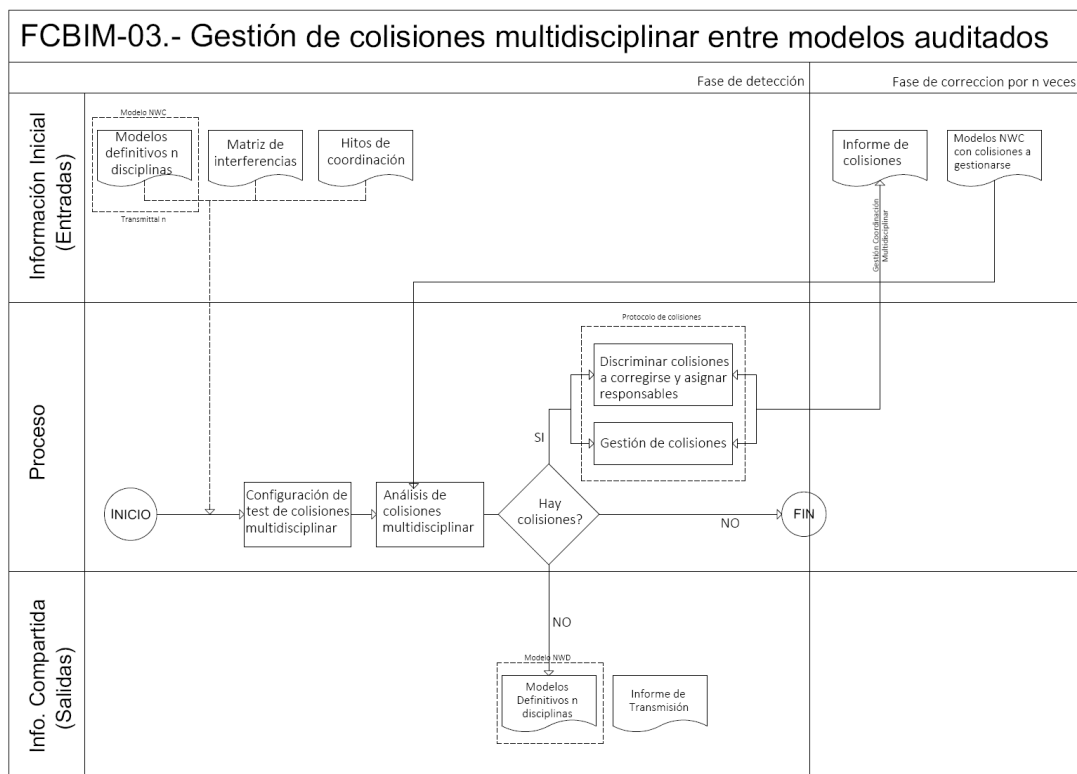 FCBIM-03.- Gestión de colisiones multidisciplinar entre modelos auditados
Fase de detección
Fase de correccion por n veces
Información Inicial
(Entradas)
Modelo NWC
Modelos
definitivos n
disciplinas
Transmittal n
Matriz de
interferencias
Hitos de
coordinación
Informe de
colisiones
Modelos NWC
con colisiones a
gestionarse
Gestión Coordinación
Multidisciplinar
Proceso
Protocolo de colisiones
Discriminar colisiones
a corregirse y asignar
responsables
Gestión de colisiones
SI
INICIO
Configuración de
test de colisiones
multidisciplinar
Análisis de
colisiones
multidisciplinar
Hay
colisiones?
NO
FIN
Info. Compartida
(Salidas)
NO
Modelo NWD
Modelos
Definitivos n
disciplinas
Informe de
Transmisión